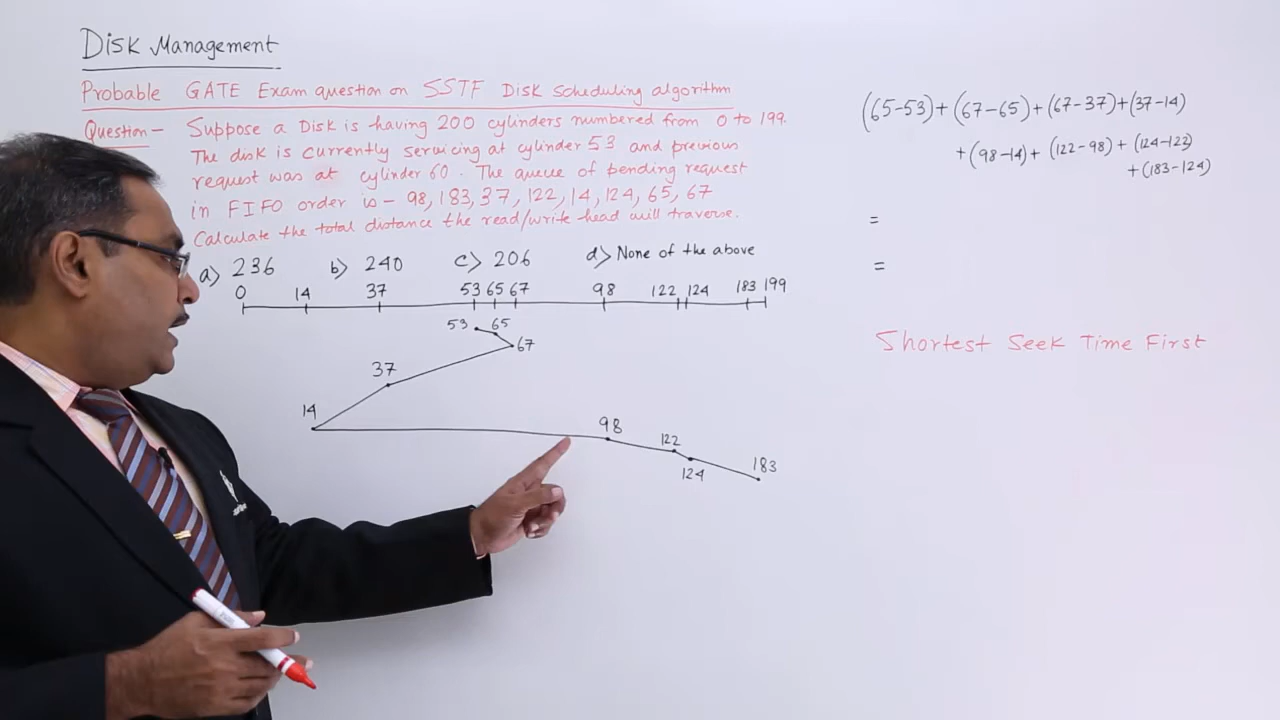 Disk Management
Probable GATE Exam question on SSTF Disk Scheduling algorithm
Question - Suppose a Disk is having 200 cylinders numbered from 0 to 199.
The disk is currently servicing at cylinder 53 and previous
request was at cylinder 60. The queue of pending request
in FIFO order is - 98, 183, 37, 122, 14, 124, 65, 67
Calculate the total distance the read/write head will traverse.
a) 236 b) 240 c) 206 d) None of the above
0 14 37 53 65 67 98 122 124 183 199
53 65
67
37
14
98
122
124
183
(65-53)+(67-65)+(67-37)+(37-14)
+(98-14)+(122-98)+(124-122)
+(183-124)
=
=
Shortest Seek Time First